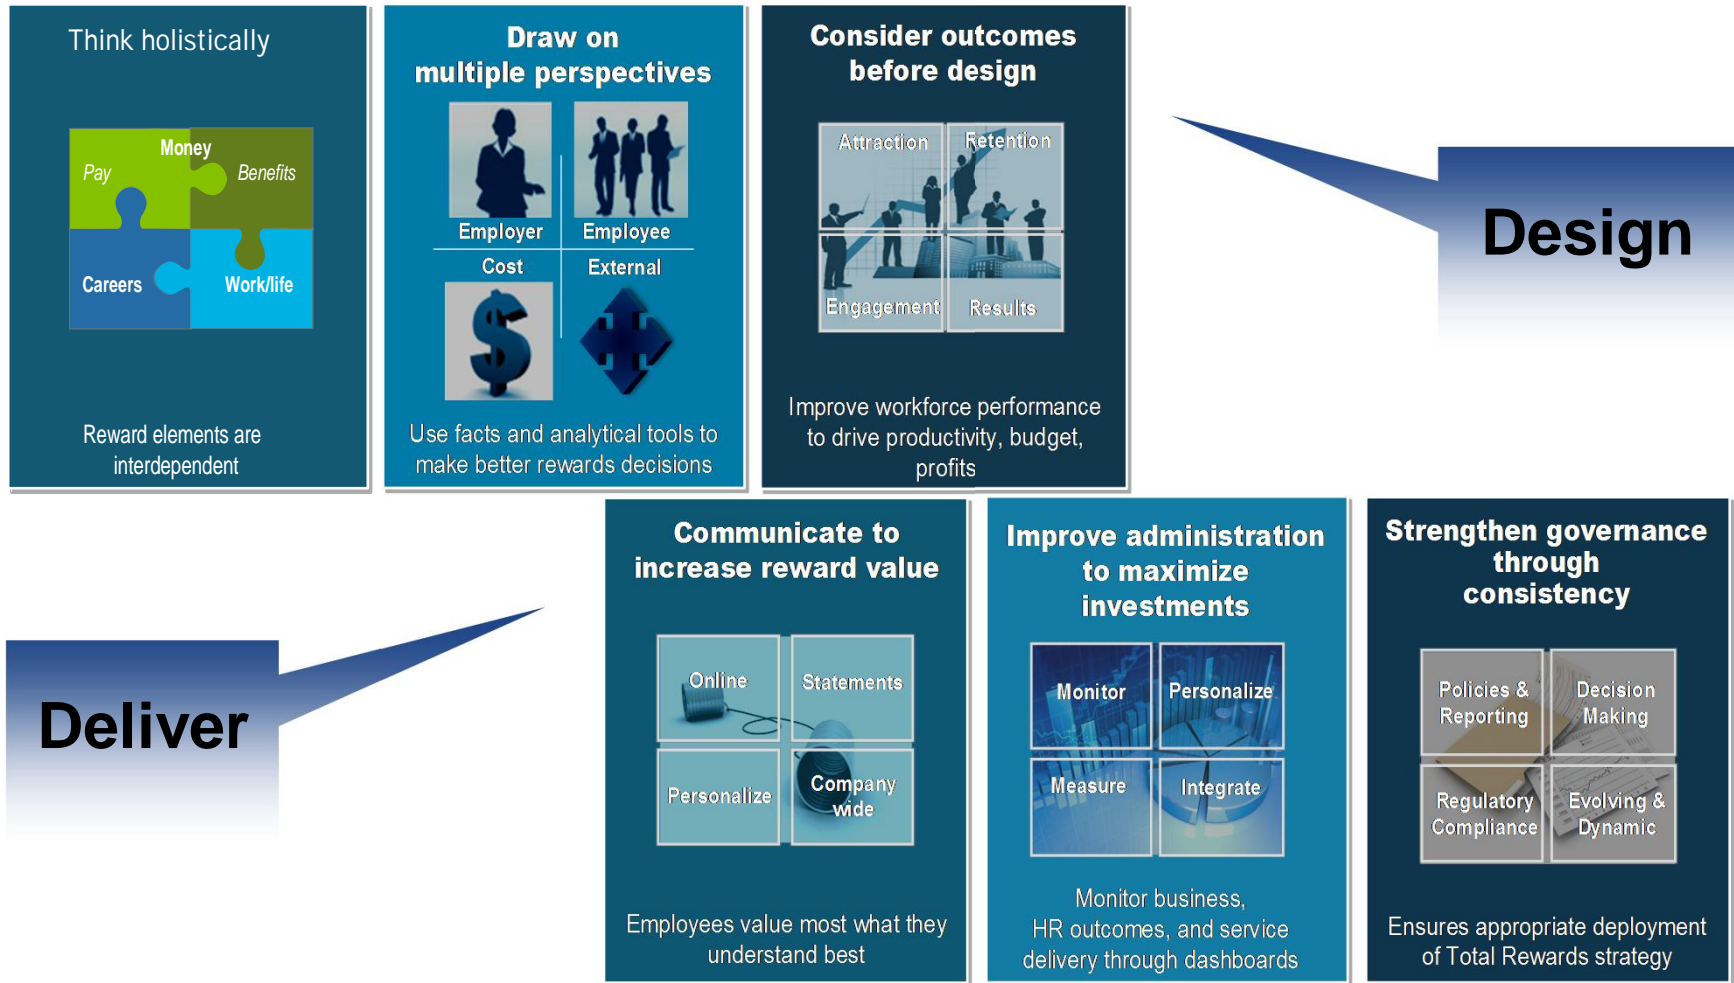 Think holistically
Money
Pay
Benefits
Careers
Work/life
Reward elements are
interdependent
Draw on
multiple perspectives
Employer
Employee
Cost
External
Use facts and analytical tools to
make better rewards decisions
Consider outcomes
before design
Attraction
Retention
Engagement
Results
Improve workforce performance
to drive productivity, budget,
profits
Design
Deliver
Communicate to
increase reward value
Online
Statements
Personalize
Company
wide
Employees value most what they
understand best
Improve administration
to maximize
investments
Monitor
Personalize
Measure
Integrate
Monitor business,
HR outcomes, and service
delivery through dashboards
Strengthen governance
through
consistency
Policies &
Reporting
Decision
Making
Regulatory
Compliance
Evolving &
Dynamic
Ensures appropriate deployment
of Total Rewards strategy